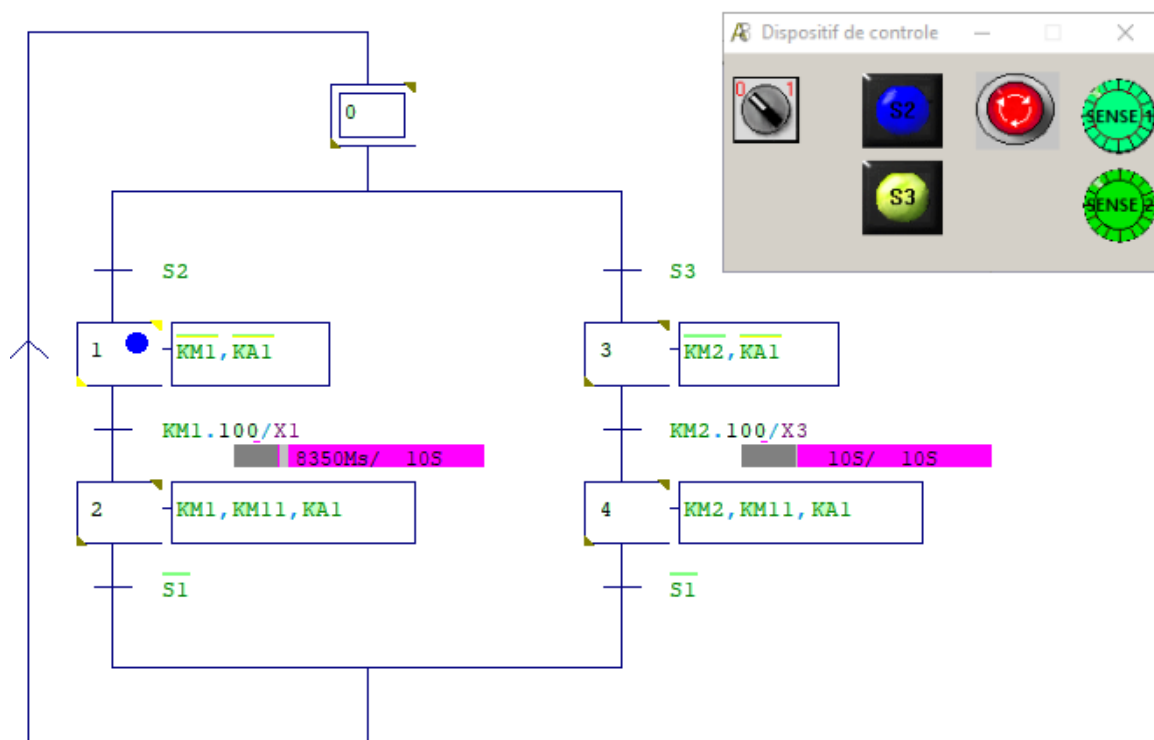 Dispositif de controle
0 1
S2
SENSE 1
S3
SENSE 2
0
S2
S3
1
KM1,KA1
3
KM2,KA1
KM1.100/X1
KM2.100/X3
8350Ms/ 10S
10S/ 10S
2
KM1,KM11,KA1
4
KM2,KM11,KA1
S1
S1